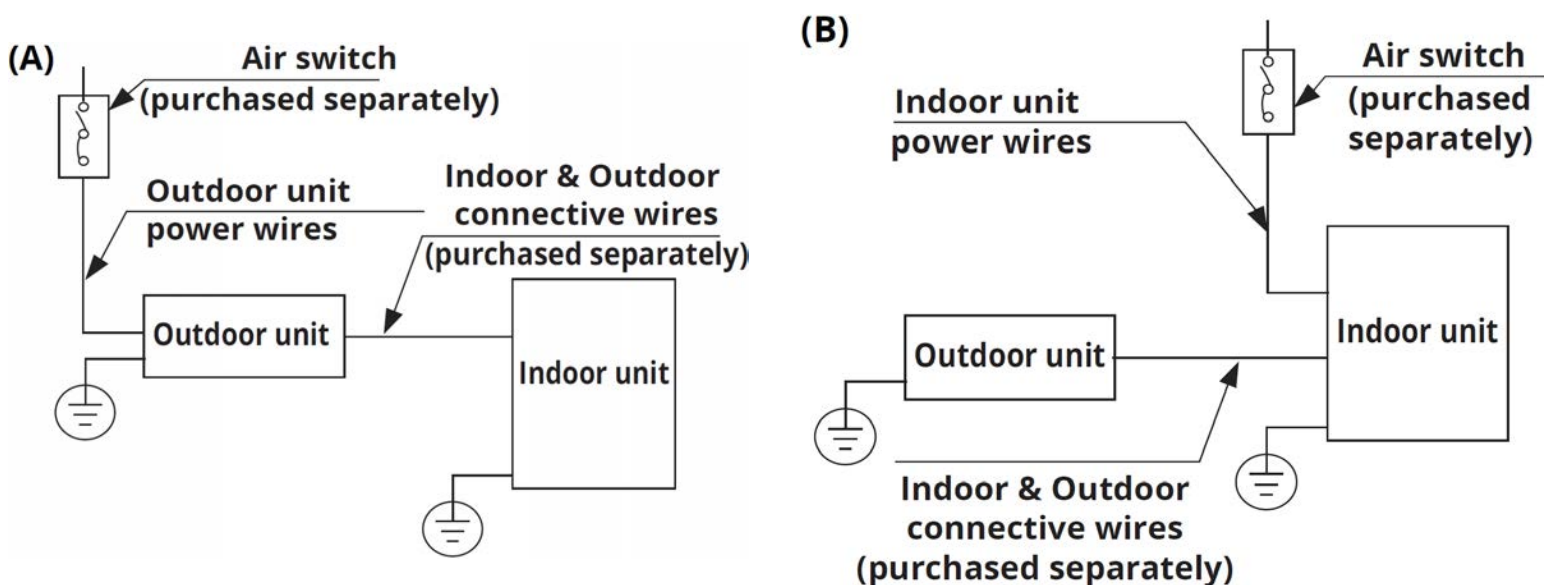 (A)
Air switch
(purchased separately)
Outdoor unit
power wires
Indoor & Outdoor
connective wires
(purchased separately)
Outdoor unit
Indoor unit
(B)
Air switch
(purchased
separately)
Indoor unit
power wires
Outdoor unit
Indoor unit
Indoor & Outdoor
connective wires
(purchased separately)